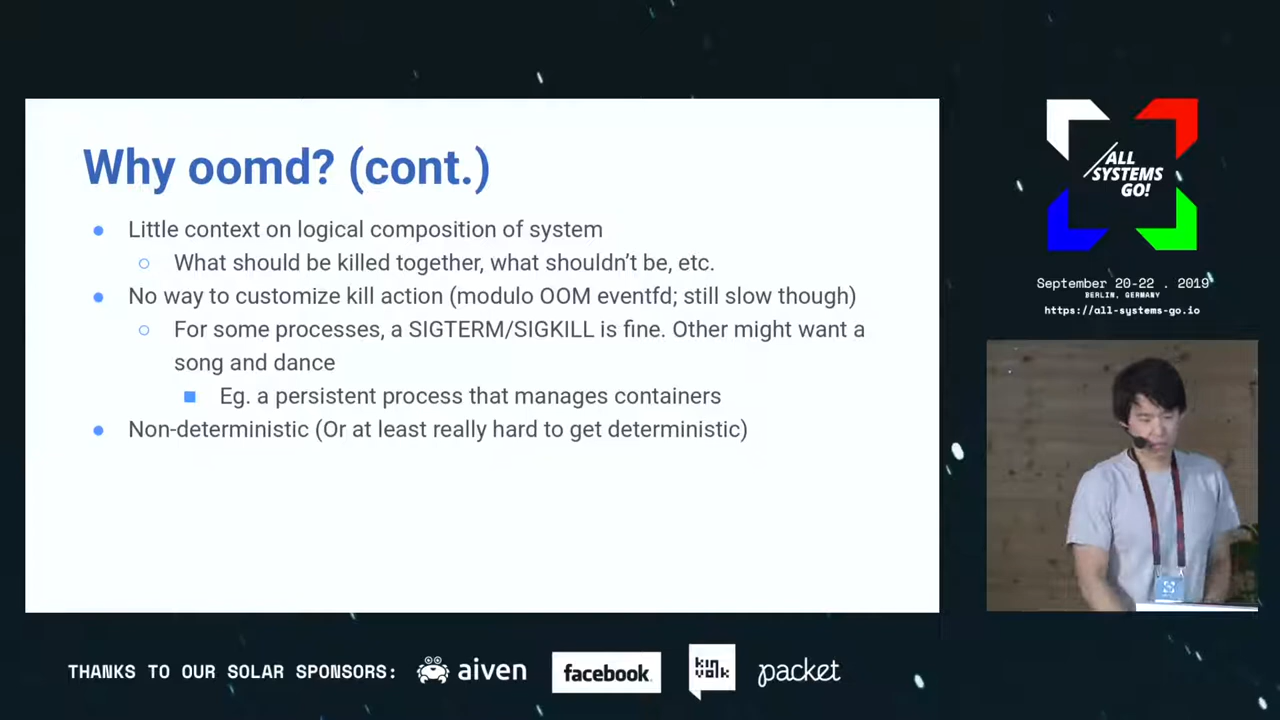 Why oomd? (cont.)
● Little context on logical composition of system
○ What should be killed together, what shouldn't be, etc.
● No way to customize kill action (modulo OOM eventfd; still slow though)
○ For some processes, a SIGTERM/SIGKILL is fine. Other might want a
song and dance
■ Eg. a persistent process that manages containers
● Non-deterministic (Or at least really hard to get deterministic)
ALL
SYSTEMS
GO!
September 20-22 . 2019
BERLIN, GERMANY
https://all-systems-go.io
THANKS TO OUR SOLAR SPONSORS: aiven facebook. kinvolk packet